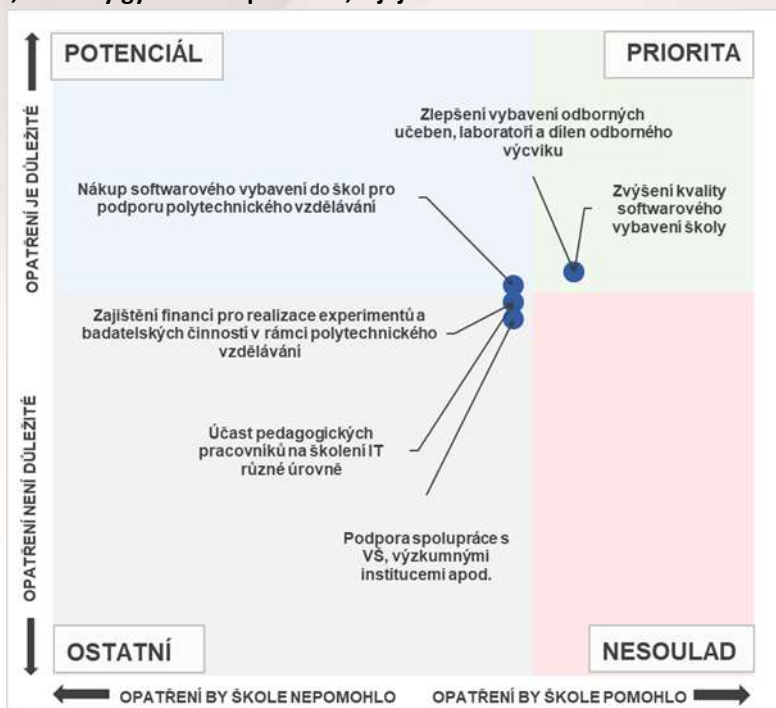 POTENCIÁL
PRIORITA
Zlepšení vybavení odborných
učeben, laboratoři a dilen odborného
výcviku
Nákup softwarového vybavení do škol pro
podporu polytechnického vzdělávání
Zvýšení kvality
softwarového
vybavení školy
Zajištění financí pro realizace experimentů a
badatelských činností v rámci polytechnického
vzdělávání
Účast pedagogických
pracovníků na školení IT
různé úrovně
Podpora spolupráce s
VŠ, výzkumnými
institucemi apod.
OPATŘENÍ JE DŮLEŽITÉ
OPATŘENÍ NENÍ DŮLEŽITÉ
OSTATNÍ
NESOULAD
OPATŘENÍ BY ŠKOLE NEPOMOHLO
OPATŘENÍ BY ŠKOLE POMOHLO